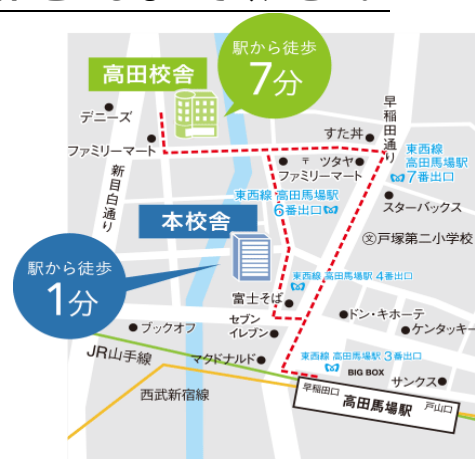 駅から徒歩
7分
高田校舎
デニーズ
ファミリーマート
新目白通り
早稲田通り
すた丼
〒 ツタヤ
ファミリーマート
東西線
高田馬場駅
7番出口
東西線 高田馬場駅
6番出口
スターバックス
本校舎
文 戸塚第二小学校
駅から徒歩
1分
東西線 高田馬場駅 4番出口
富士そば
セブン
イレブン
ドン・キホーテ
ケンタッキー
ブックオフ
JR山手線
マクドナルド
東西線 高田馬場駅 3番出口
BIG BOX
サンクス
西武新宿線
早稲田口
高田馬場駅
戸山口